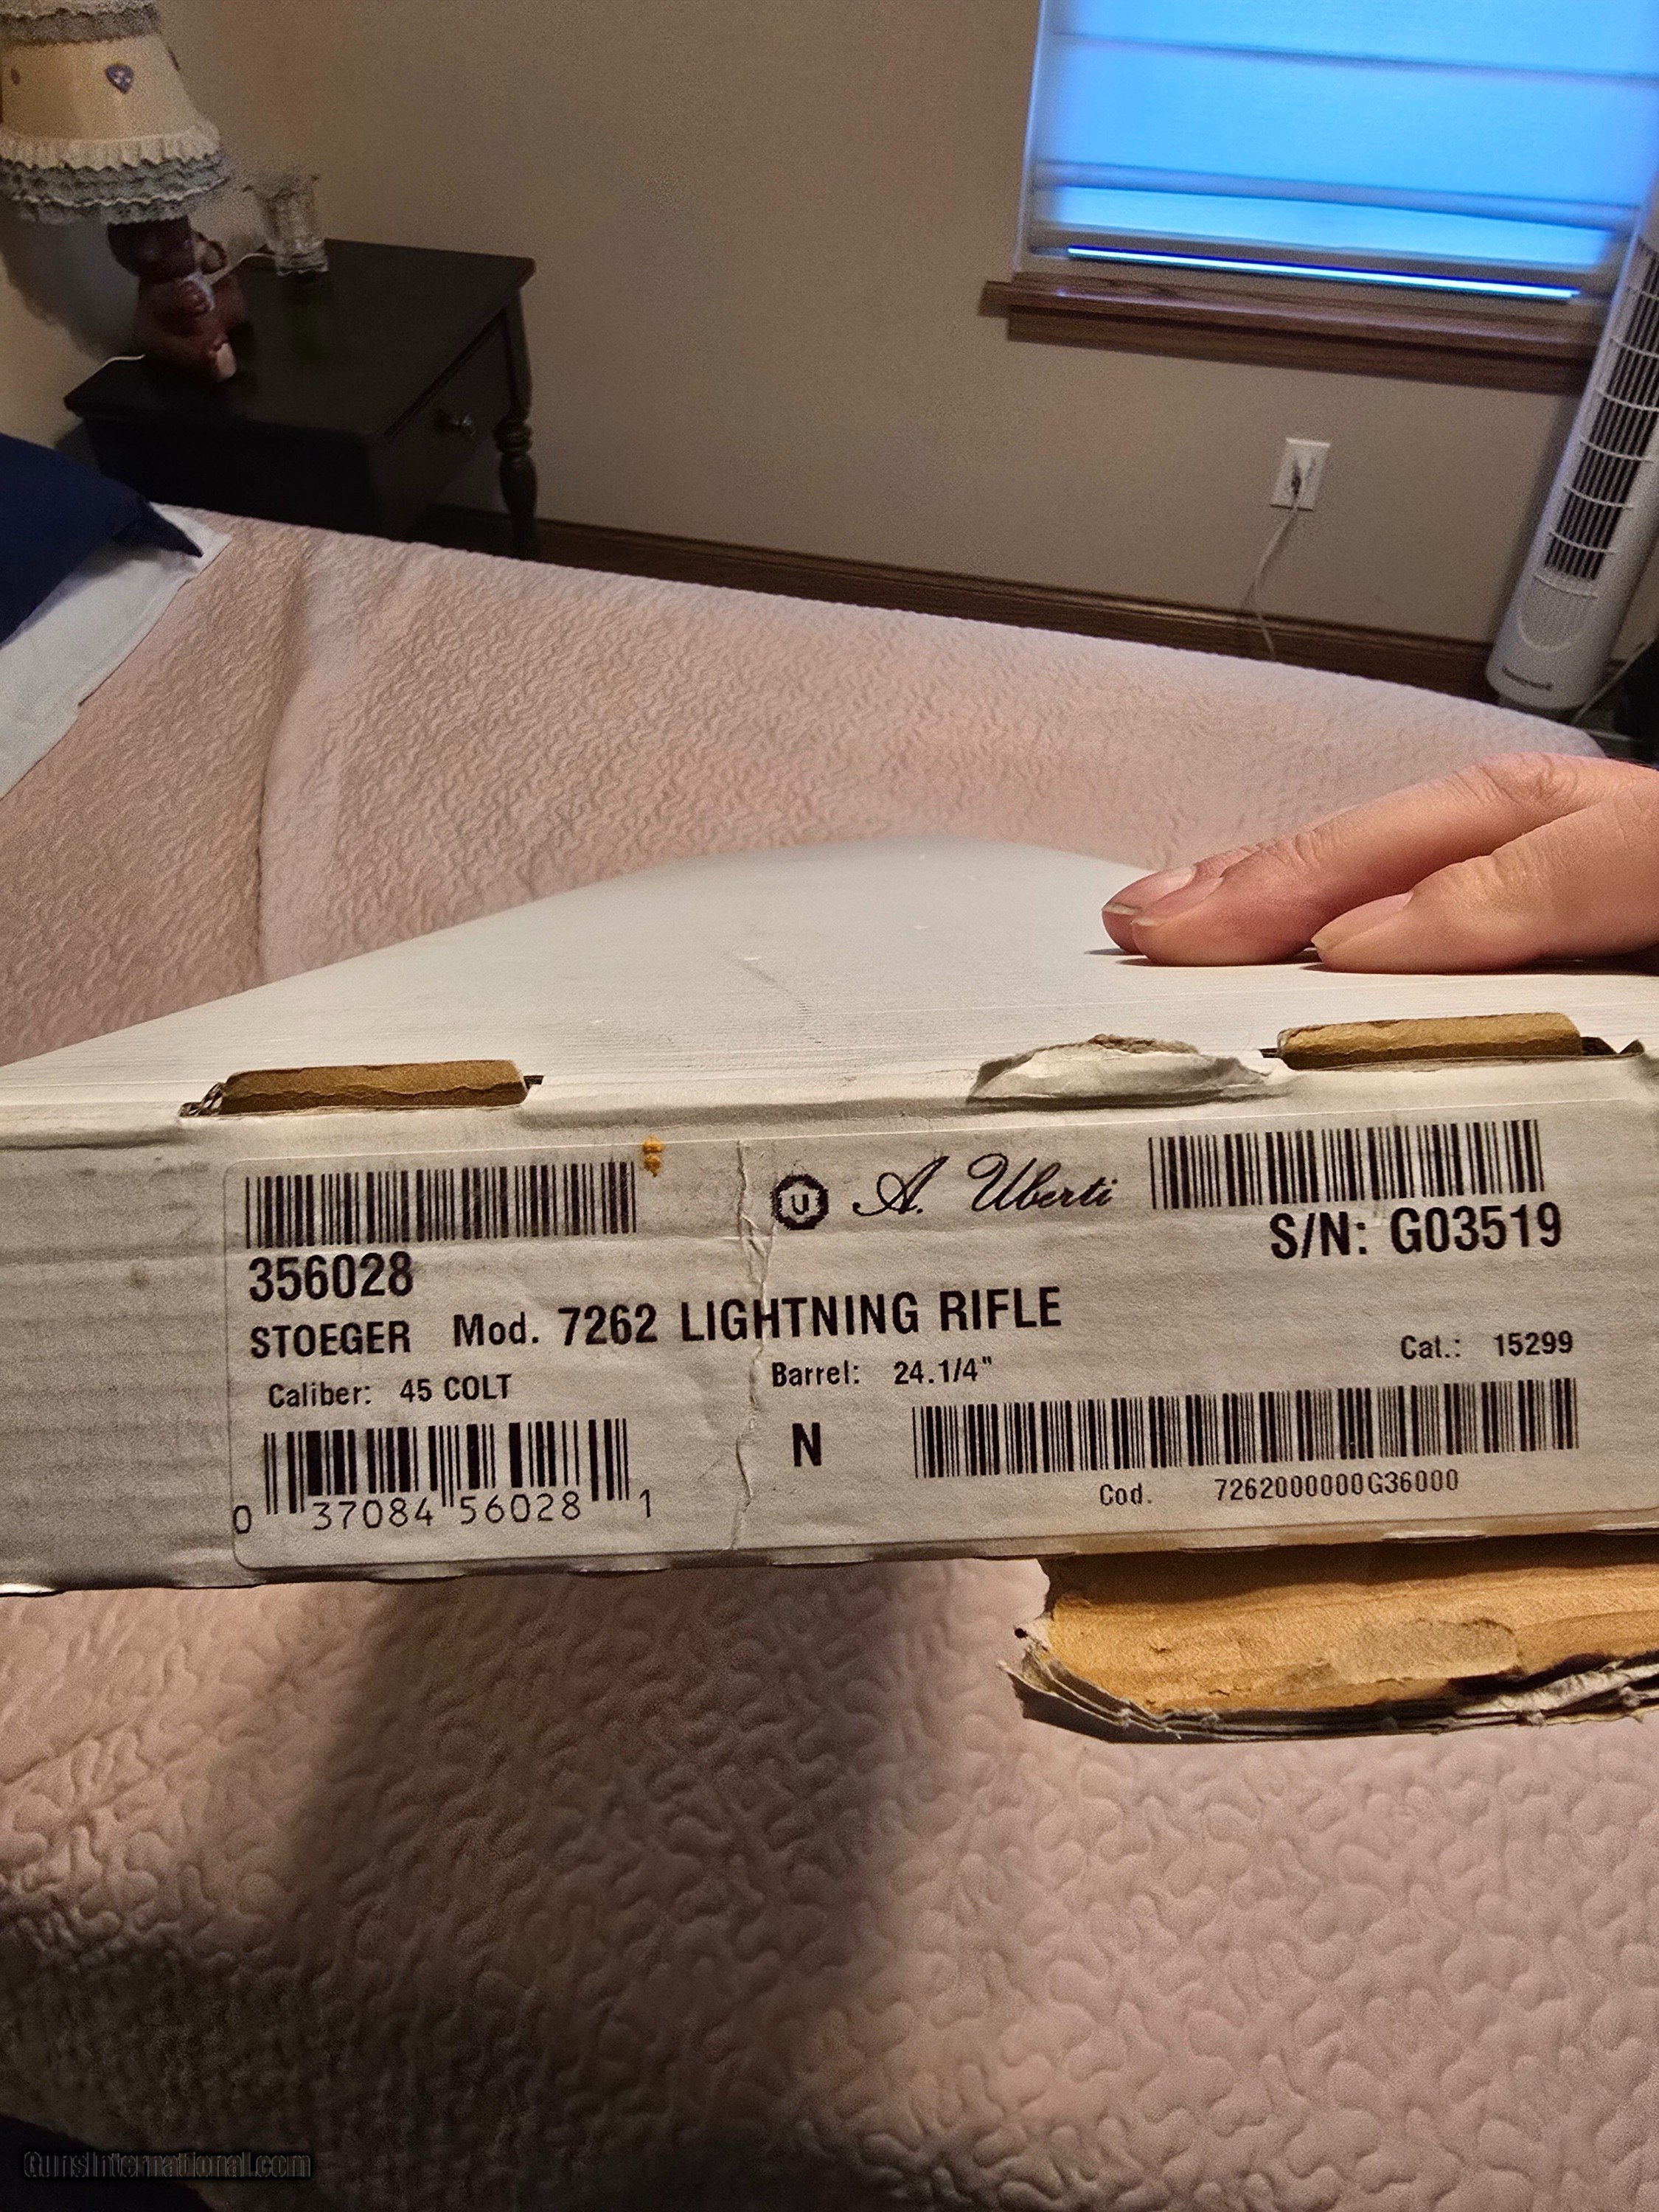 356028
U A. Uberti
S/N: G03519
STOEGER Mod. 7262 LIGHTNING RIFLE
Caliber: 45 COLT Barrel: 24.1/4" Cat.: 15299
0 37084 56028 1
N
Cod. 7262000000G36000
GunsInternational.com